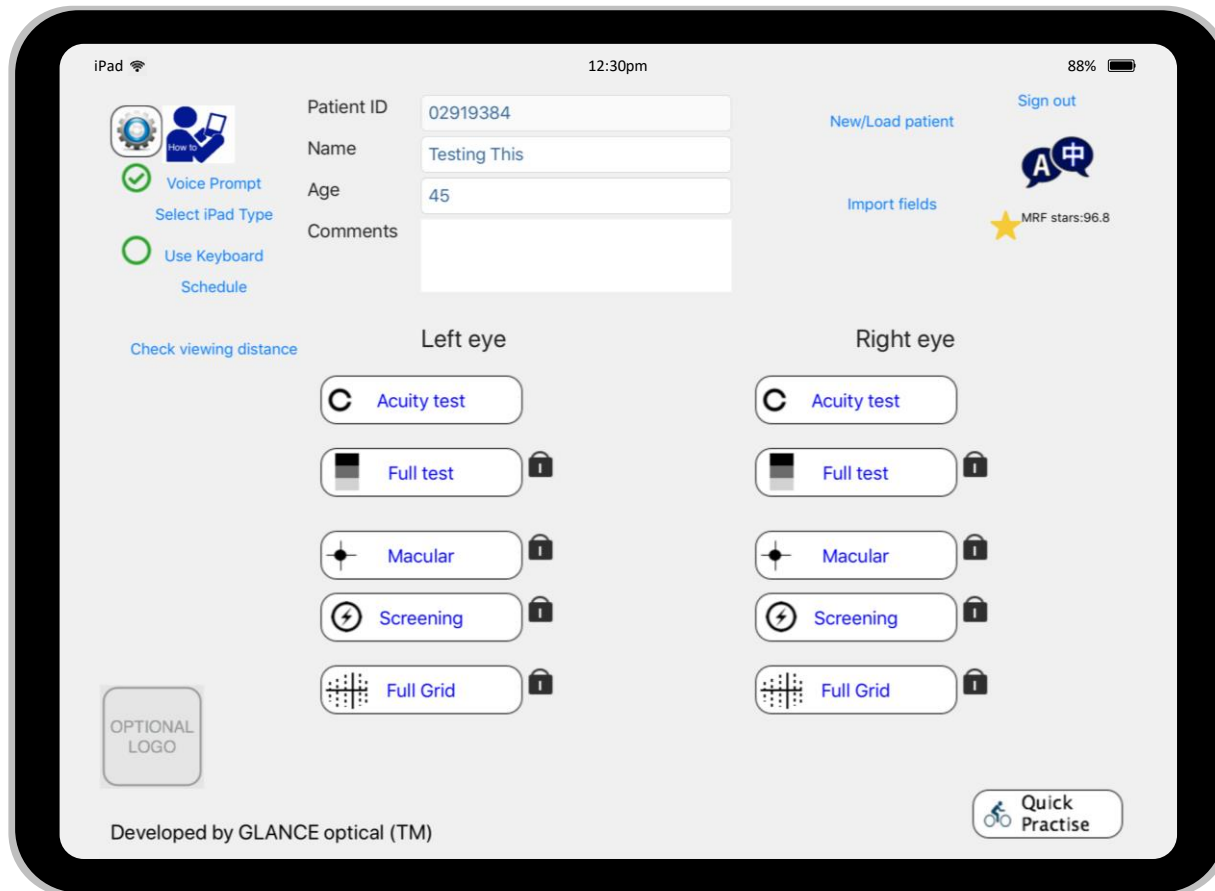 iPad 12:30pm 88%
How to
Voice Prompt
Select iPad Type
Use Keyboard
Schedule
Check viewing distance
Patient ID 02919384
Name Testing This
Age 45
Comments
New/Load patient
Import fields
Sign out
A 中
MRF stars:96.8
Left eye
Acuity test
Full test
Macular
Screening
Full Grid
Right eye
Acuity test
Full test
Macular
Screening
Full Grid
OPTIONAL
LOGO
Developed by GLANCE optical (TM)
Quick
Practise